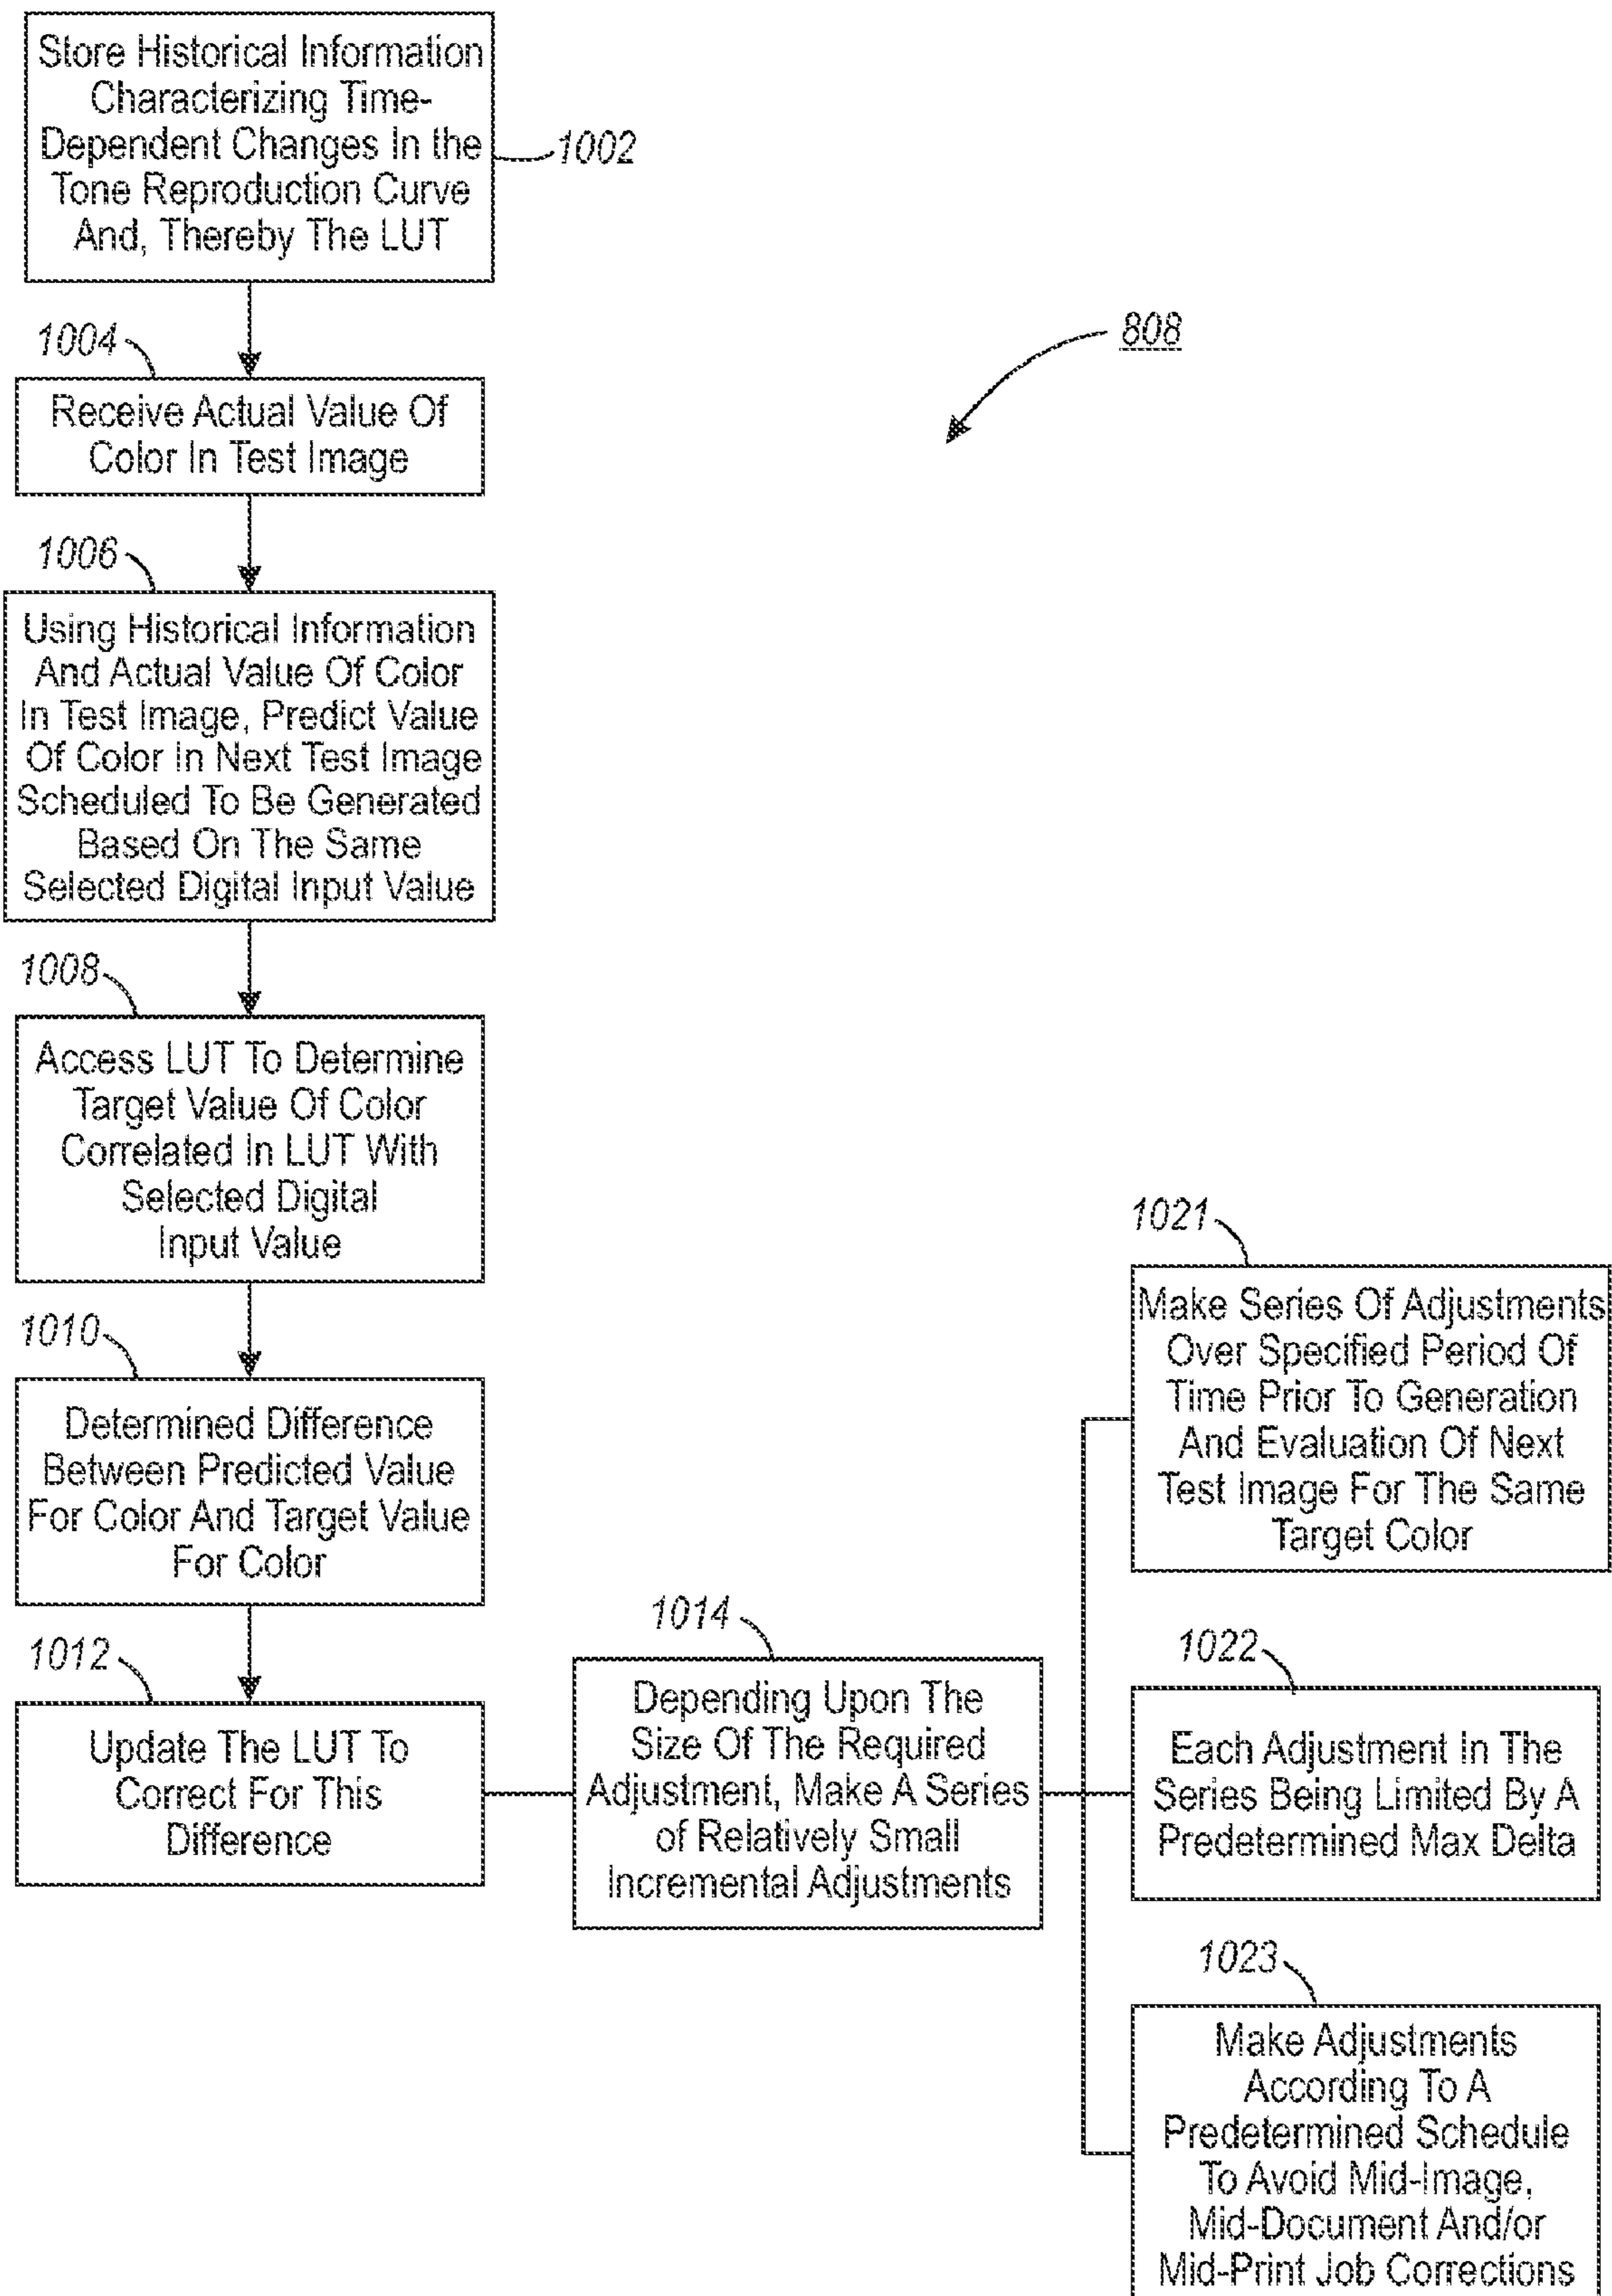 Store Historical Information
Characterizing Time-
Dependent Changes In the
Tone Reproduction Curve
And, Thereby The LUT
1002
1004
Receive Actual Value Of
Color In Test Image
808
1006
Using Historical Information
And Actual Value Of Color
In Test Image, Predict Value
Of Color in Next Test Image
Scheduled To Be Generated
Based On The Same
Selected Digital Input Value
1008
Access LUT To Determine
Target Value Of Color
Correlated In LUT With
Selected Digital
Input Value
1010
Determined Difference
Between Predicted Value
For Color And Target Value
For Color
1012
Update The LUT To
Correct For This
Difference
1014
Depending Upon The
Size Of The Required
Adjustment, Make A Series
of Relatively Small
Incremental Adjustments
1021
Make Series Of Adjustments
Over Specified Period Of
Time Prior To Generation
And Evaluation Of Next
Test Image For The Same
Target Color
1022
Each Adjustment In The
Series Being Limited By A
Predetermined Max Delta
1023
Make Adjustments
According To A
Predetermined Schedule
To Avoid Mid-Image,
Mid-Document And/or
Mid-Print Job Corrections